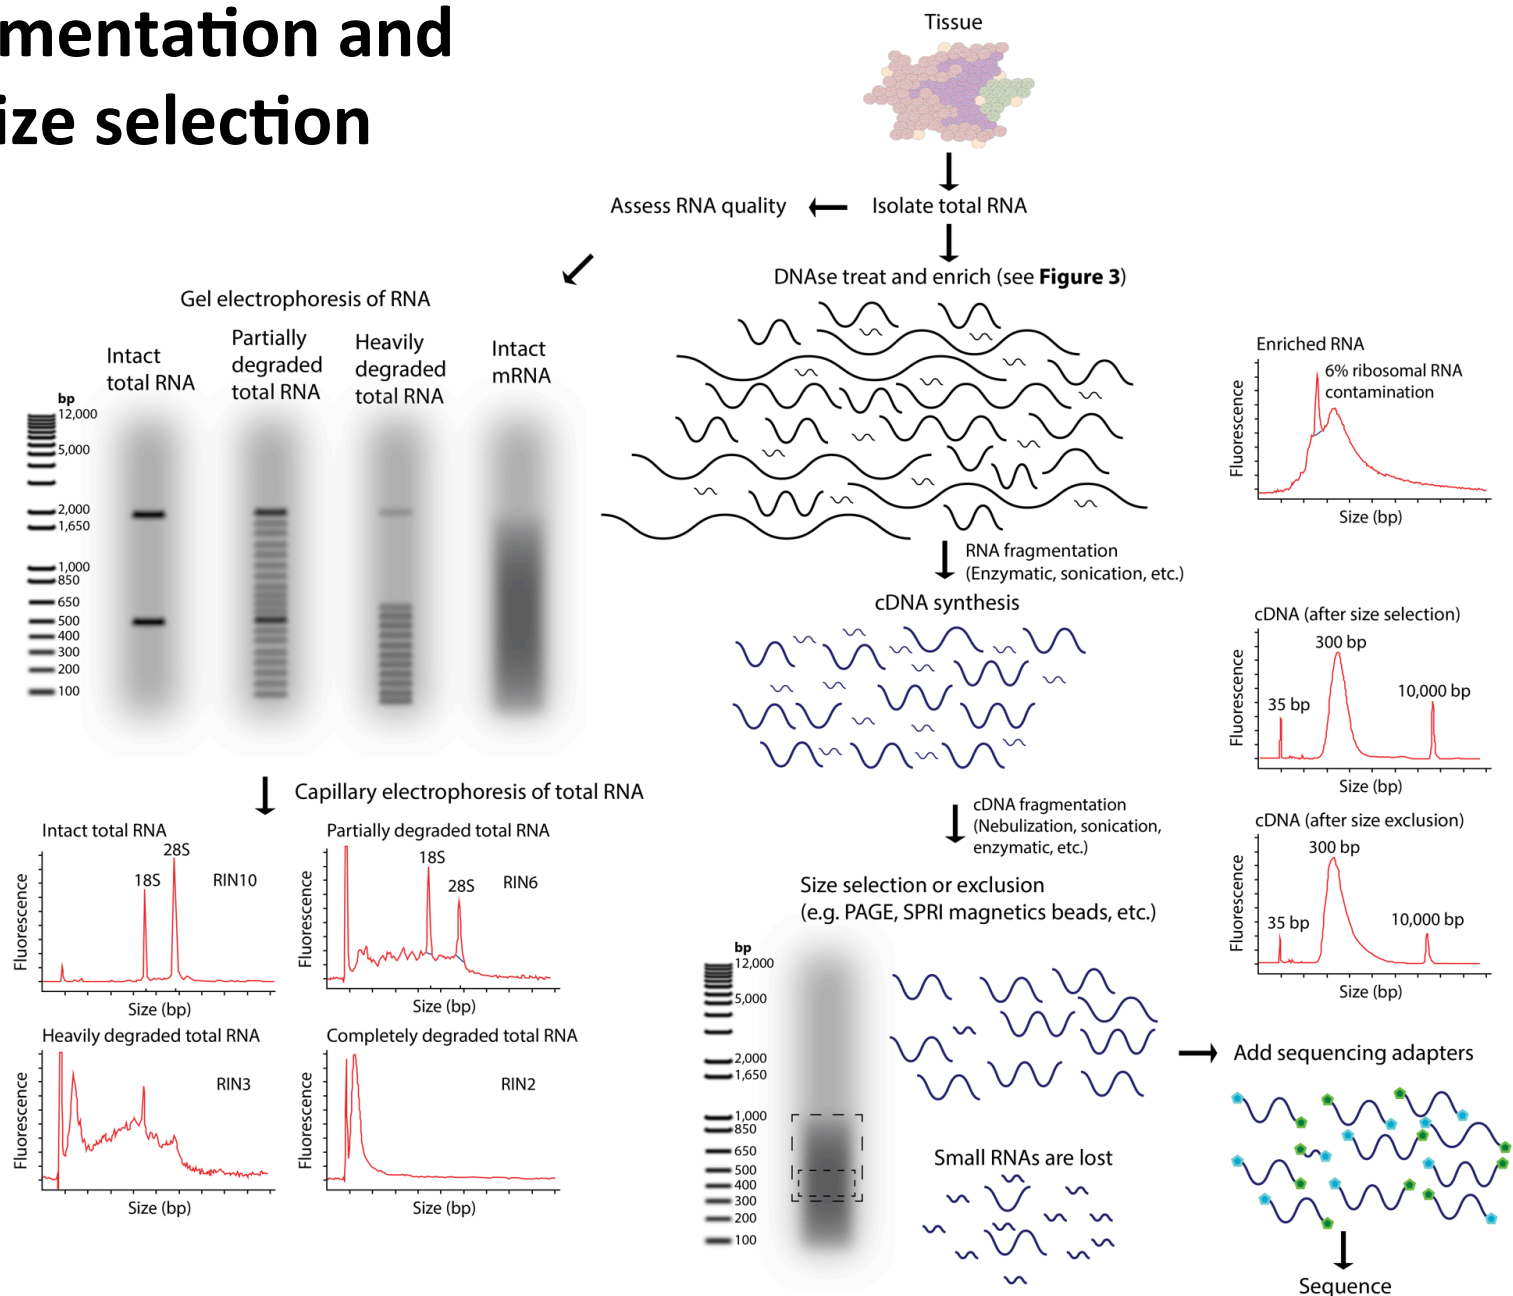 mentation and
ize selection
Tissue
Assess RNA quality
Isolate total RNA
DNAse treat and enrich (see Figure 3)
Gel electrophoresis of RNA
Intact
total RNA
Partially
degraded
total RNA
Heavily
degraded
total RNA
Intact
mRNA
bp
12,000
5,000
2,000
1,650
1,000
850
650
500
400
300
200
100
Enriched RNA
6% ribosomal RNA
contamination
Fluorescence
Size (bp)
RNA fragmentation
(Enzymatic, sonication, etc.)
cDNA synthesis
cDNA (after size selection)
300 bp
35 bp
10,000 bp
Fluorescence
Size (bp)
cDNA fragmentation
(Nebulization, sonication,
enzymatic, etc.)
cDNA (after size exclusion)
300 bp
35 bp
10,000 bp
Fluorescence
Size (bp)
Capillary electrophoresis of total RNA
Intact total RNA
28S
18S
RIN10
Fluorescence
Size (bp)
Partially degraded total RNA
18S
28S
RIN6
Fluorescence
Size (bp)
Heavily degraded total RNA
RIN3
Fluorescence
Size (bp)
Completely degraded total RNA
RIN2
Fluorescence
Size (bp)
Size selection or exclusion
(e.g. PAGE, SPRI magnetics beads, etc.)
bp
12,000
5,000
2,000
1,650
1,000
850
650
500
400
300
200
100
Small RNAs are lost
Add sequencing adapters
Sequence